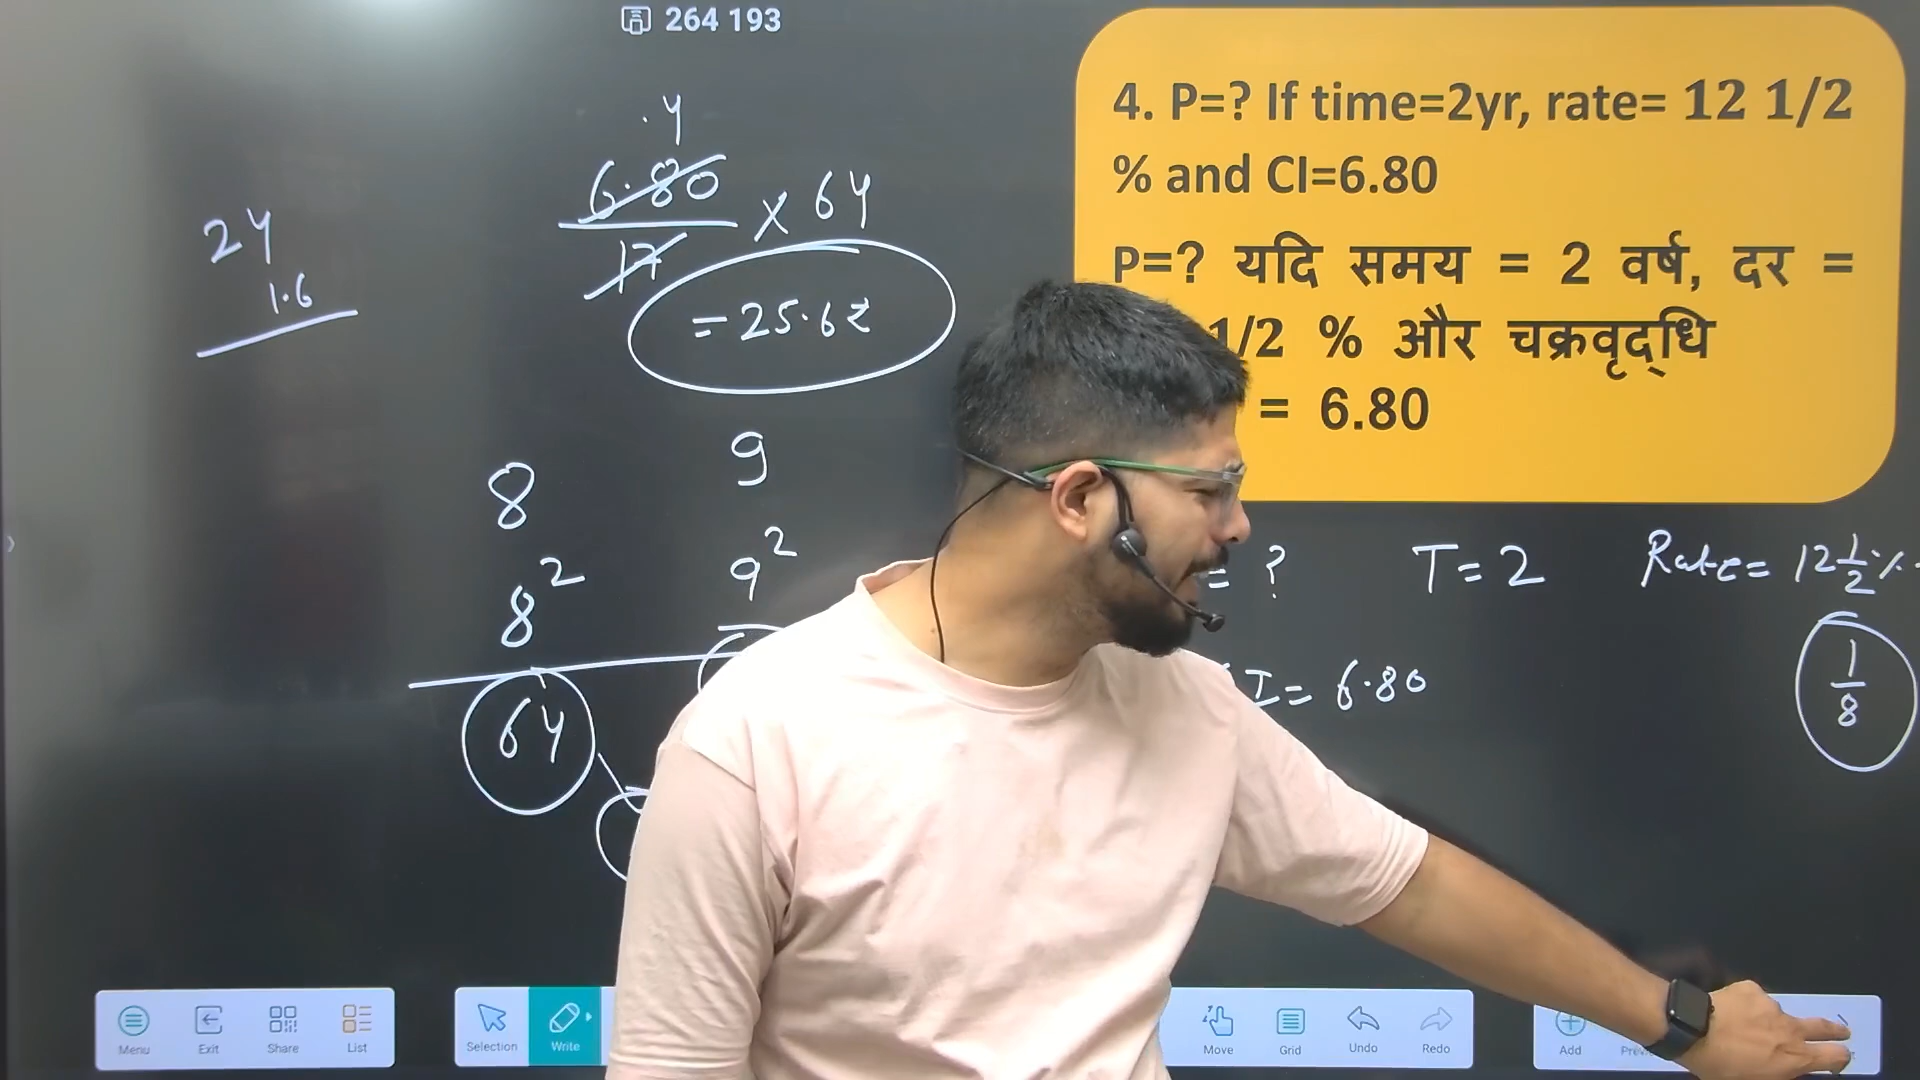 264 193
4. P=? If time=2yr, rate= 12 1/2
% and CI=6.80
P=? यदि समय = 2 वर्ष, दर =
1/2 % और चक्रवृद्धि
= 6.80
24
1.6
.4
6.80 × 64
17
= 25.6₹
8 9
8² 9²
64
= ? T = 2 Rate = 12 1/2 %.
I = 6.80
1/8
Menu Exit Share List Selection Write Move Grid Undo Redo Add